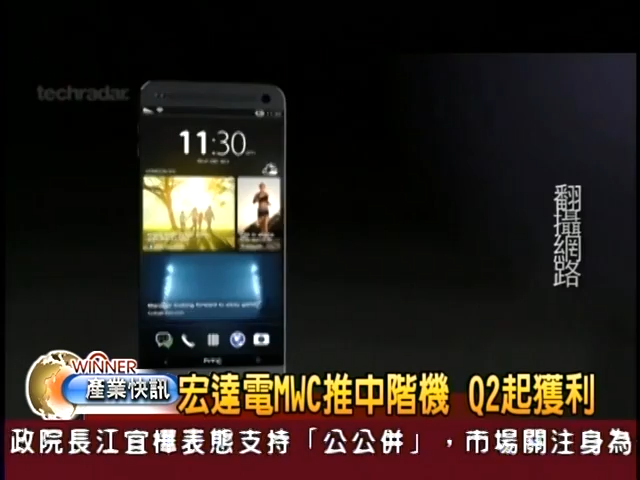 techradar.
11:30
翻攝網路
hTC
WINNER
產業快訊
宏達電MWC推中階機 Q2起獲利
政院長江宜樺表態支持「公公併」,市場關注身為